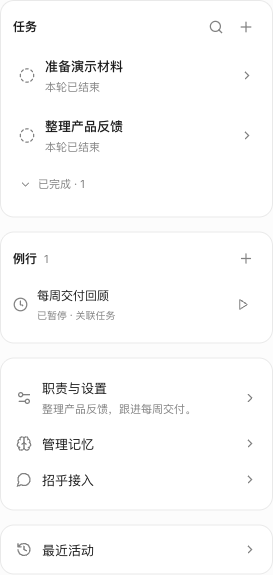 任务
准备演示材料
本轮已结束
整理产品反馈
本轮已结束
已完成 · 1
例行 1
每周交付回顾
已暂停 · 关联任务
职责与设置
整理产品反馈，跟进每周交付。
管理记忆
招乎接入
最近活动